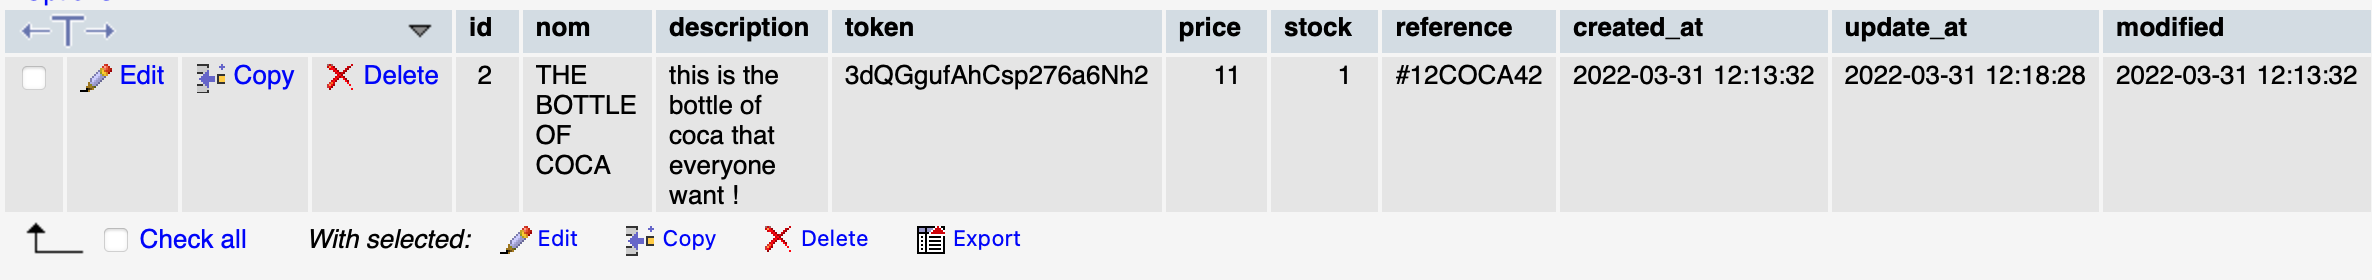 id nom description token price stock reference created_at update_at modified
Edit Copy Delete 2 THE this is the 3dQGgufAhCsp276a6Nh2 11 1 #12COCA42 2022-03-31 12:13:32 2022-03-31 12:18:28 2022-03-31 12:13:32
BOTTLE bottle of
OF coca that
COCA everyone
want !
Check all With selected: Edit Copy Delete Export